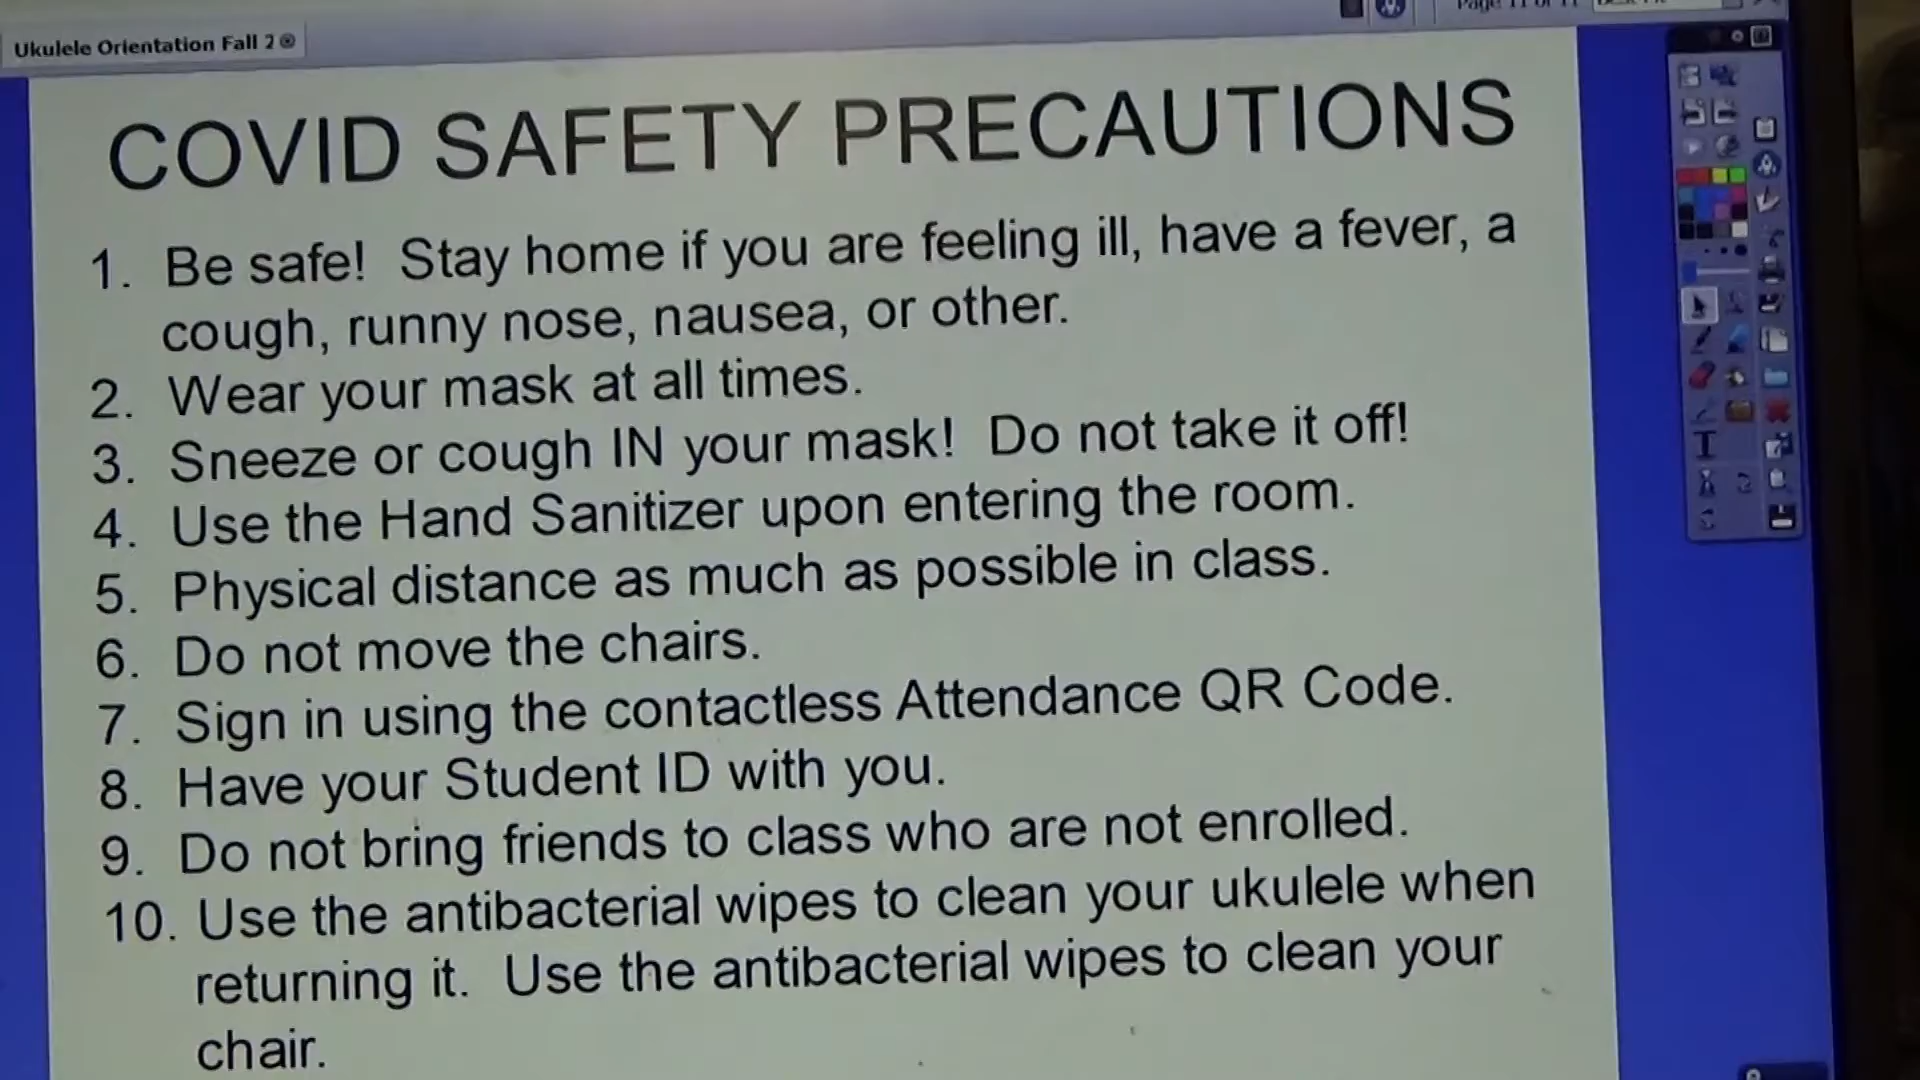 Page 11 of 11
Ukulele Orientation Fall 2
COVID SAFETY PRECAUTIONS
1. Be safe! Stay home if you are feeling ill, have a fever, a
cough, runny nose, nausea, or other.
2. Wear your mask at all times.
3. Sneeze or cough IN your mask! Do not take it off!
4. Use the Hand Sanitizer upon entering the room.
5. Physical distance as much as possible in class.
6. Do not move the chairs.
7. Sign in using the contactless Attendance QR Code.
8. Have your Student ID with you.
9. Do not bring friends to class who are not enrolled.
10. Use the antibacterial wipes to clean your ukulele when
returning it. Use the antibacterial wipes to clean your
chair.